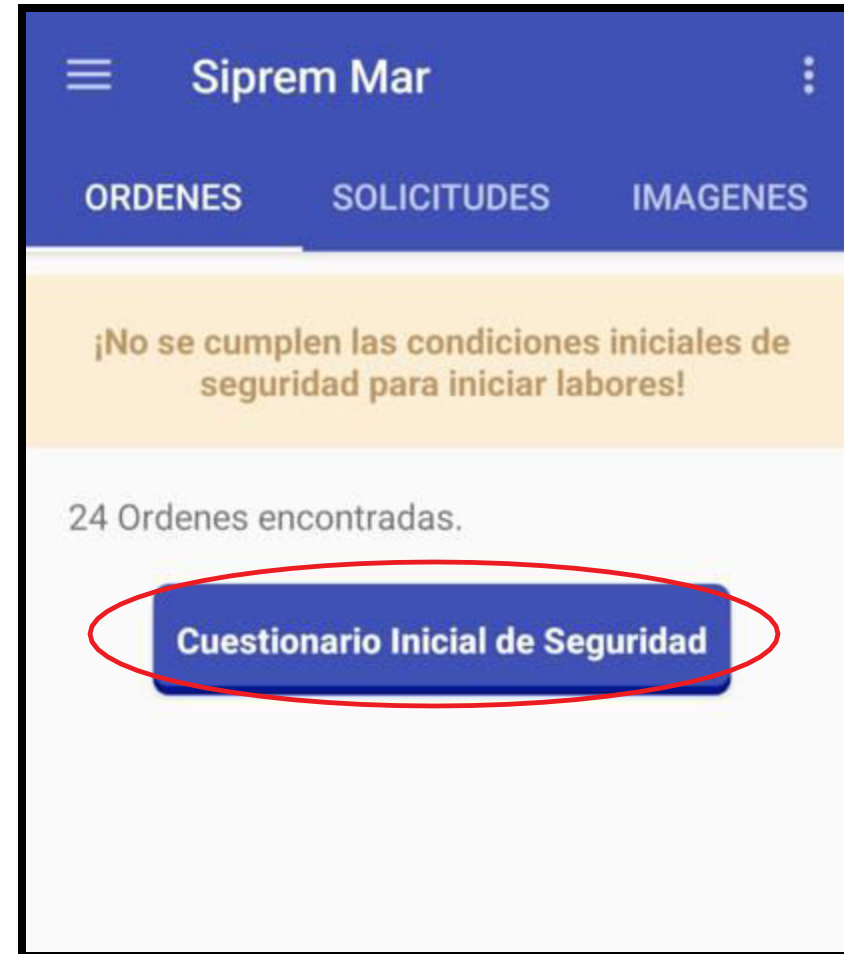 Siprem Mar
ORDENES SOLICITUDES IMAGENES
¡No se cumplen las condiciones iniciales de
seguridad para iniciar labores!
24 Ordenes encontradas.
Cuestionario Inicial de Seguridad